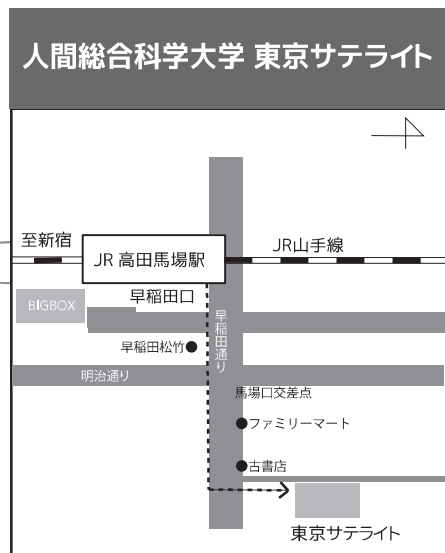 人間総合科学大学 東京サテライト
至新宿
JR 高田馬場駅
JR山手線
BIGBOX
早稲田口
早稲田通り
早稲田松竹
明治通り
馬場口交差点
ファミリーマート
古書店
東京サテライト